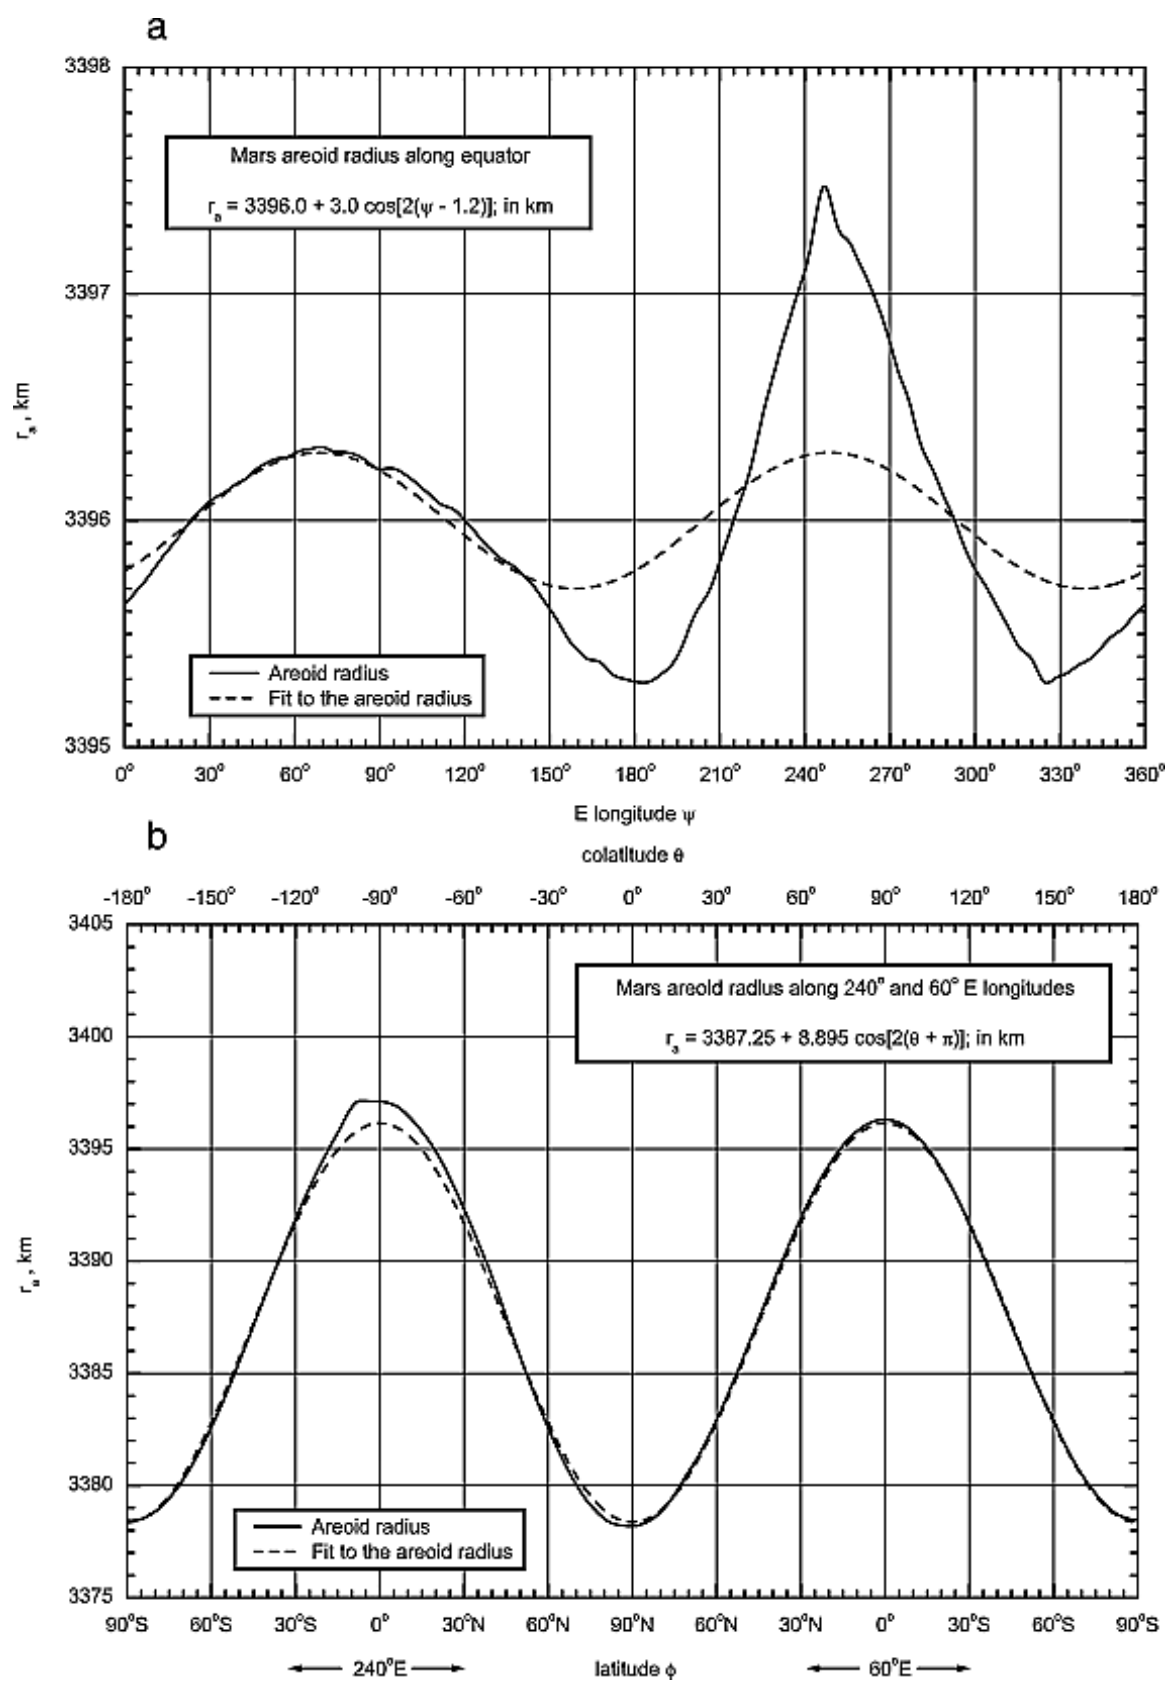 a
3398
Mars areoid radius along equator
rₐ = 3396.0 + 3.0 cos[2(ψ - 1.2)]; in km
3397
rₐ, km
3396
Areoid radius
Fit to the areoid radius
3395
0° 30° 60° 90° 120° 150° 180° 210° 240° 270° 300° 330° 360°
E longitude ψ
b
colatitude θ
-180° -150° -120° -90° -60° -30° 0° 30° 60° 90° 120° 150° 180°
3405
Mars areoid radius along 240° and 60° E longitudes
rₐ = 3387.25 + 8.895 cos[2(θ + π)]; in km
3400
3395
rₐ, km
3390
3385
3380
Areoid radius
Fit to the areoid radius
3375
90°S 60°S 30°S 0° 30°N 60°N 90°N 60°N 30°N 0° 30°S 60°S 90°S
240°E latitude ϕ 60°E